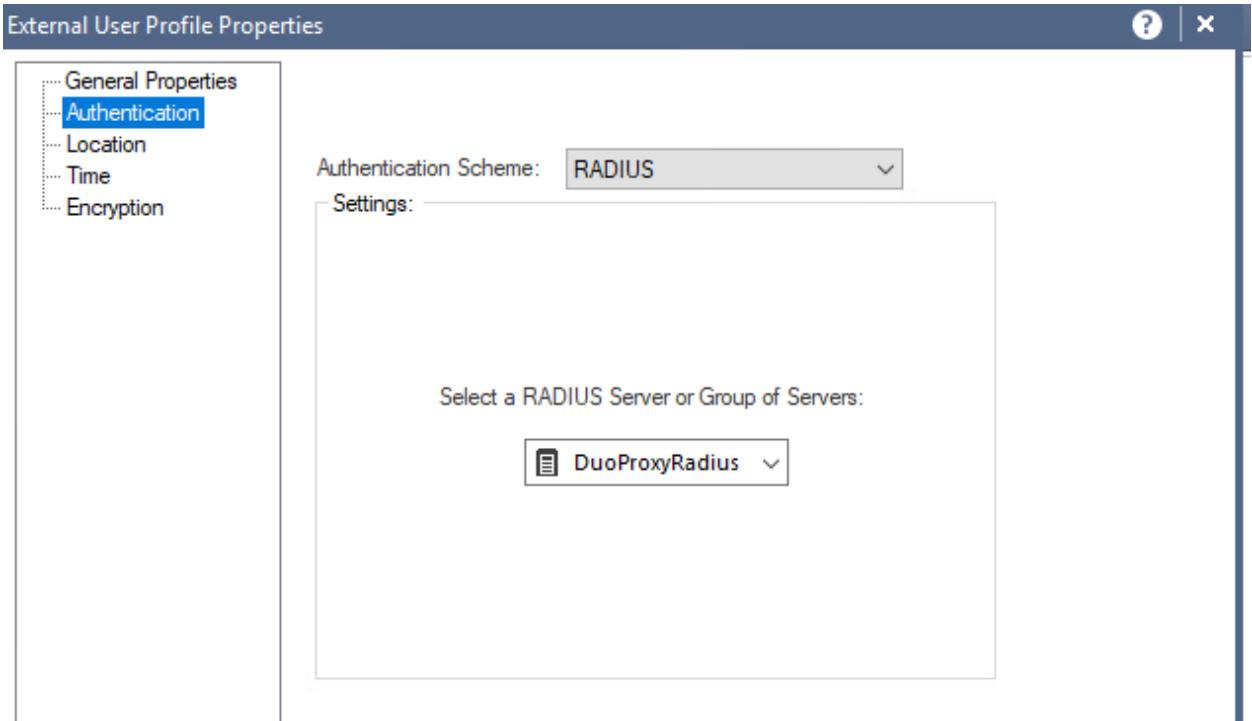 External User Profile Properties
General Properties
Authentication
Location
Time
Encryption
Authentication Scheme: RADIUS
Settings:
Select a RADIUS Server or Group of Servers:
DuoProxyRadius